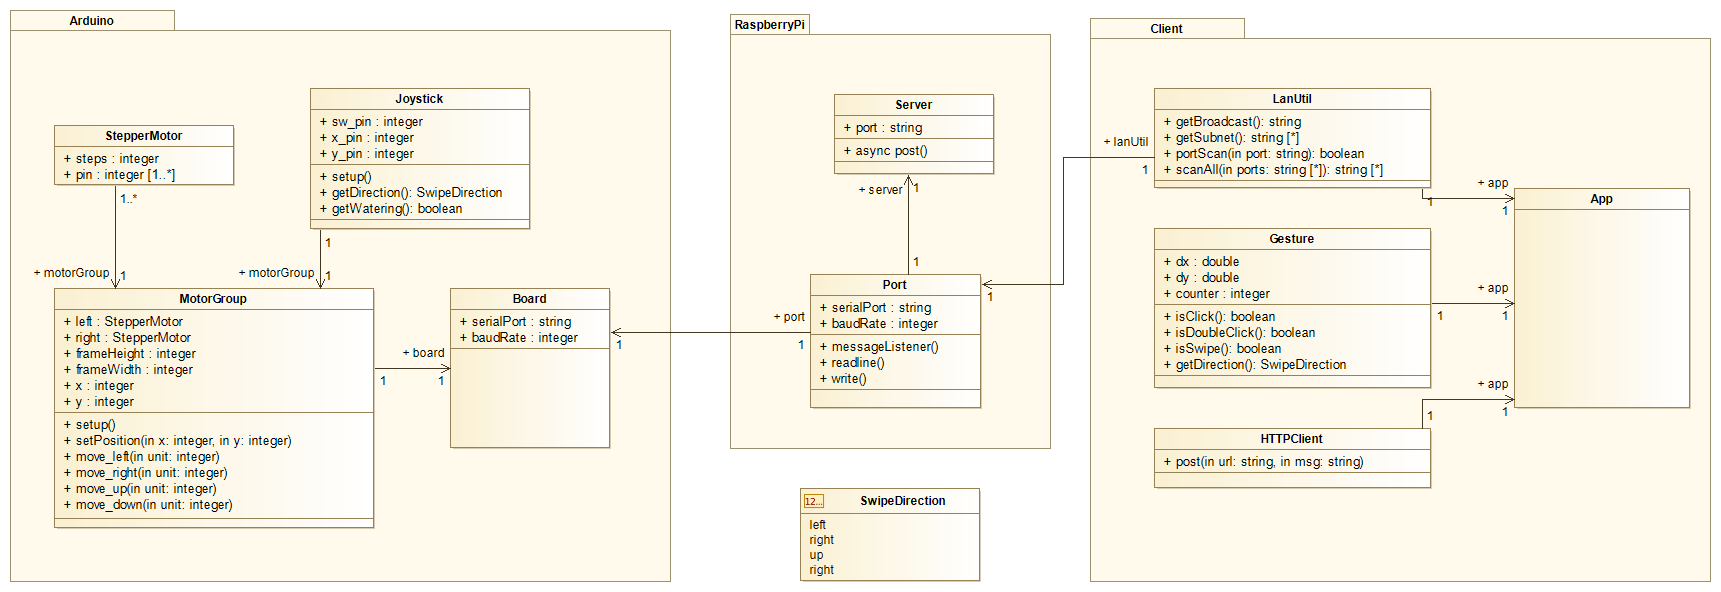 Arduino
StepperMotor
+ steps : integer
+ pin : integer [1..*]
1..*
+ motorGroup
1
Joystick
+ sw_pin : integer
+ x_pin : integer
+ y_pin : integer
+ setup()
+ getDirection(): SwipeDirection
+ getWatering(): boolean
1
+ motorGroup
1
MotorGroup
+ left : StepperMotor
+ right : StepperMotor
+ frameHeight : integer
+ frameWidth : integer
+ x : integer
+ y : integer
+ setup()
+ setPosition(in x: integer, in y: integer)
+ move_left(in unit: integer)
+ move_right(in unit: integer)
+ move_up(in unit: integer)
+ move_down(in unit: integer)
+ board
1
1
Board
+ serialPort : string
+ baudRate : integer
1
RaspberryPi
Server
+ port : string
+ async post()
+ server
1
1
Port
+ serialPort : string
+ baudRate : integer
+ messageListener()
+ readline()
+ write()
+ port
1
1
12...
SwipeDirection
left
right
up
right
Client
+ lanUtil
1
LanUtil
+ getBroadcast(): string
+ getSubnet(): string [*]
+ portScan(in port: string): boolean
+ scanAll(in ports: string [*]): string [*]
1
+ app
1
App
Gesture
+ dx : double
+ dy : double
+ counter : integer
+ isClick(): boolean
+ isDoubleClick(): boolean
+ isSwipe(): boolean
+ getDirection(): SwipeDirection
+ app
1
1
HTTPClient
+ post(in url: string, in msg: string)
+ app
1
1